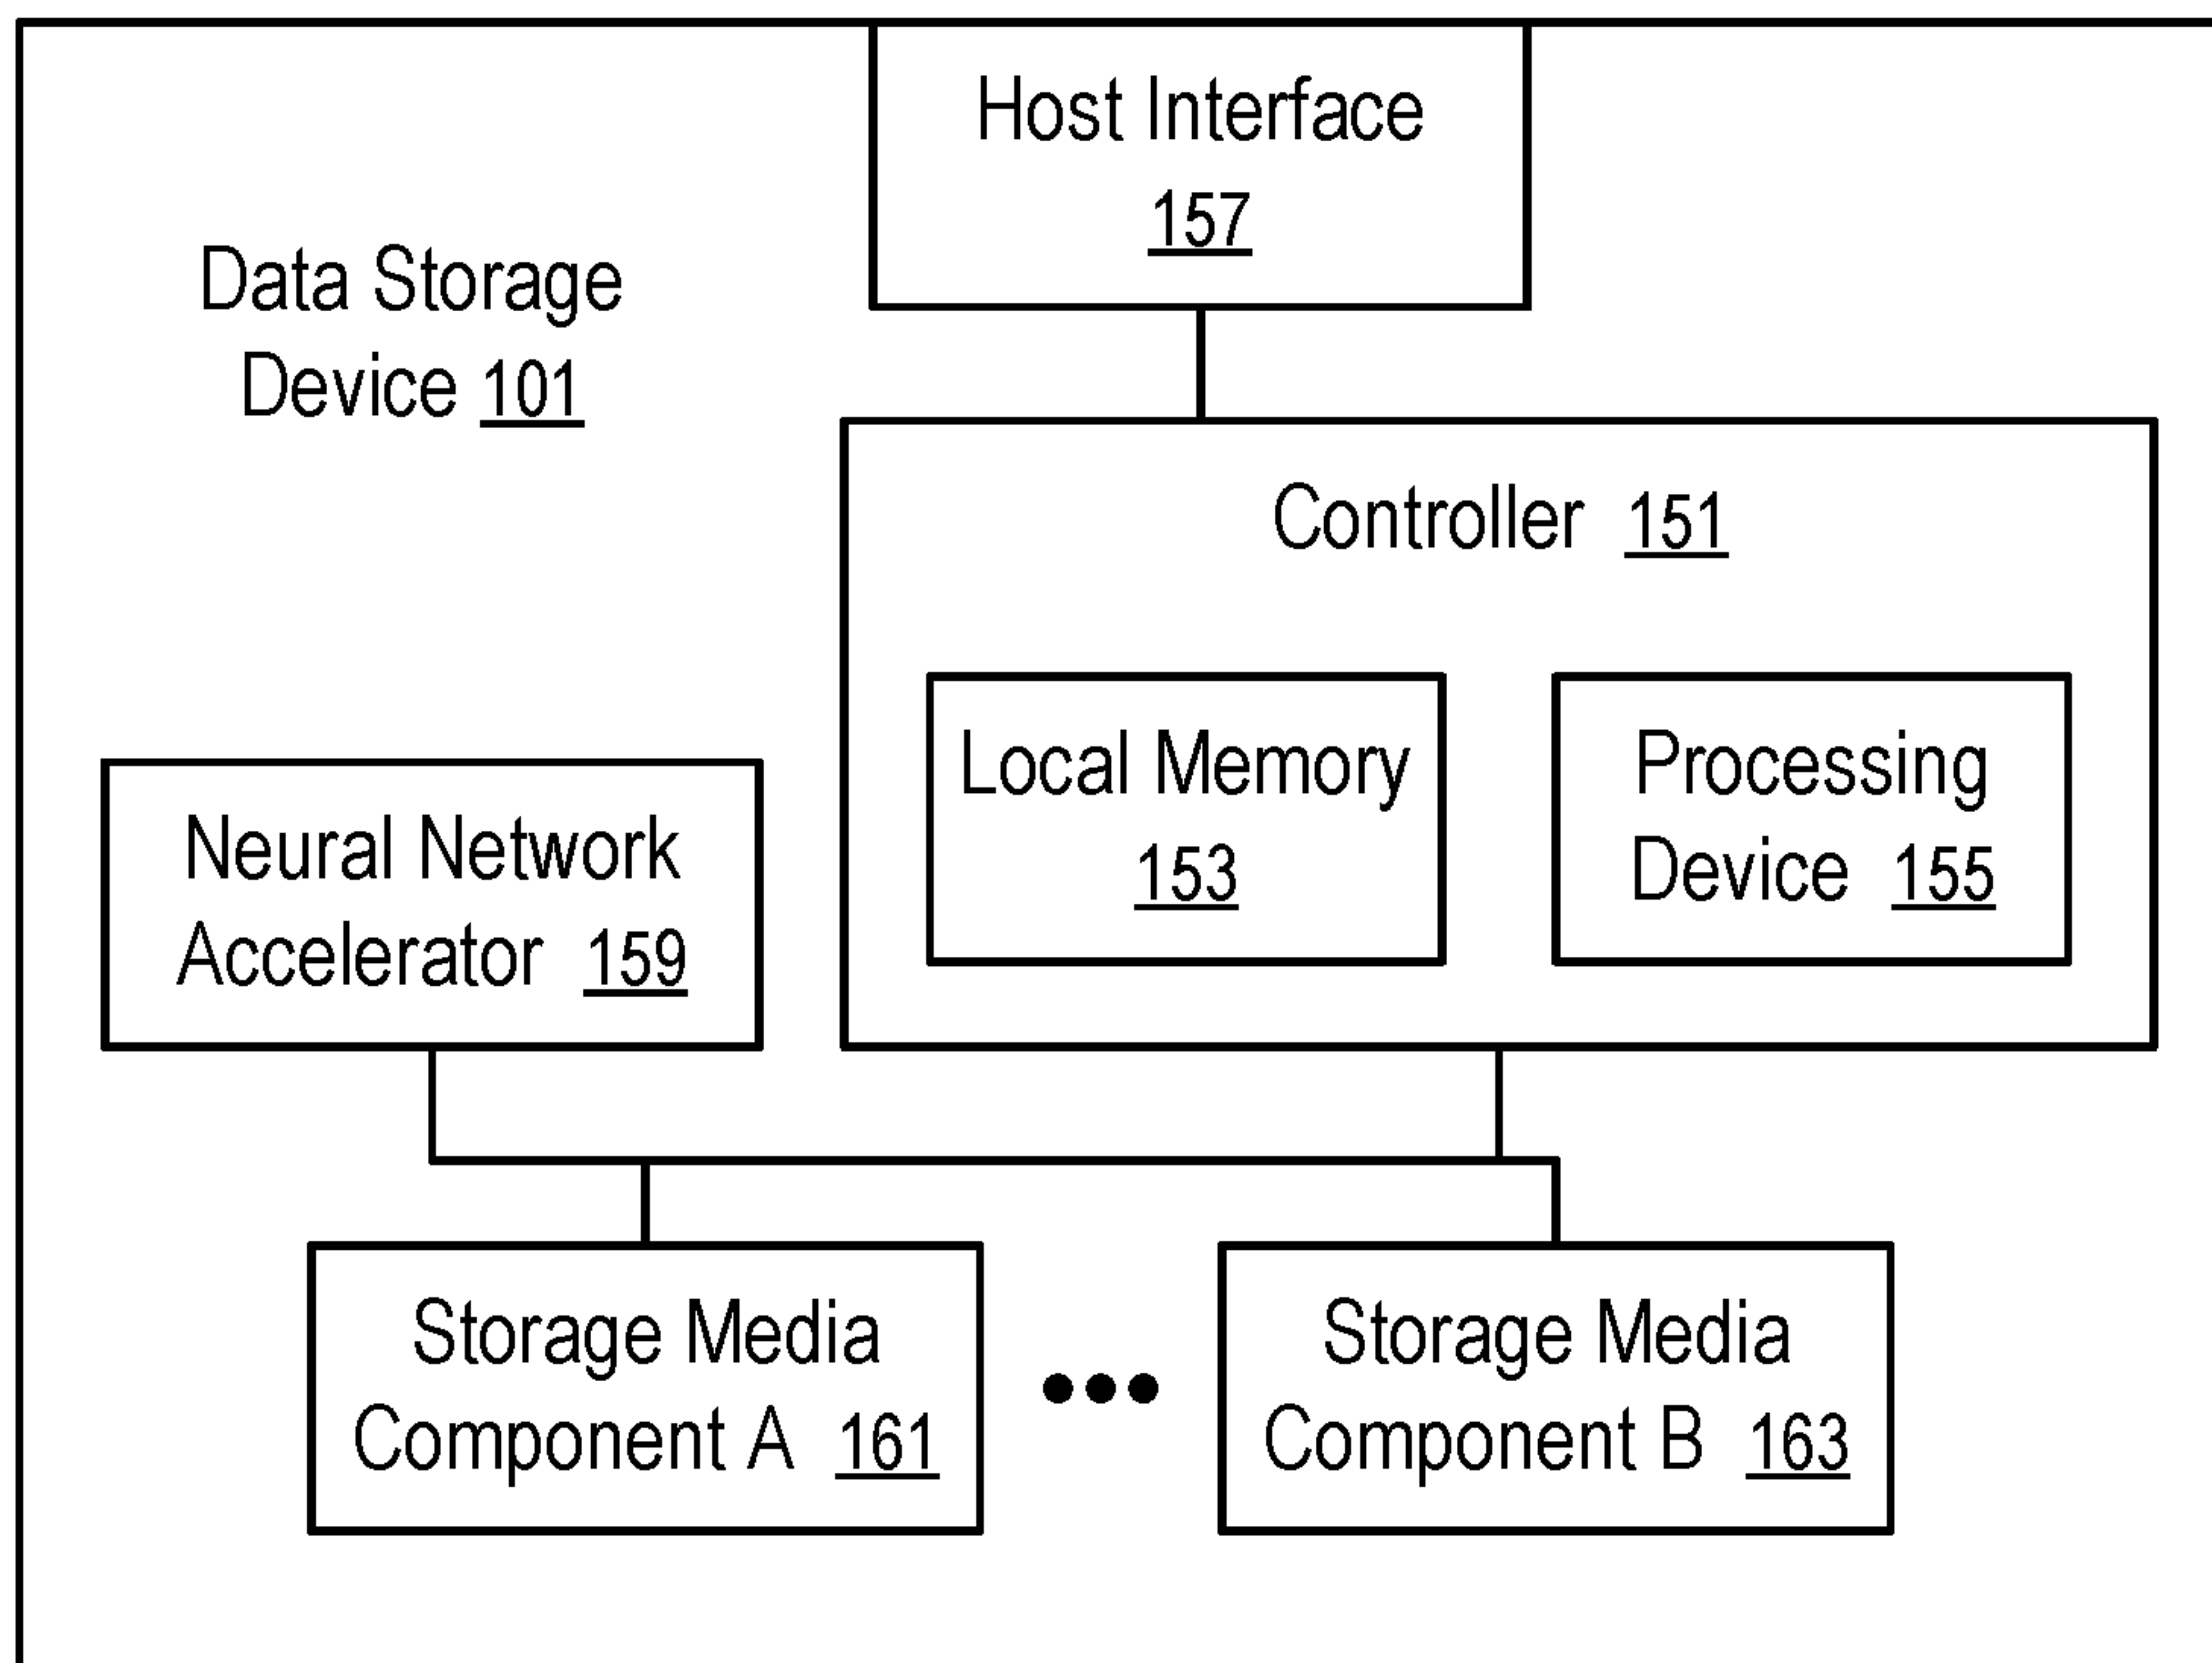 Host Interface
157
Data Storage
Device 101
Controller 151
Local Memory
153
Processing
Device 155
Neural Network
Accelerator 159
Storage Media
Component A 161
Storage Media
Component B 163